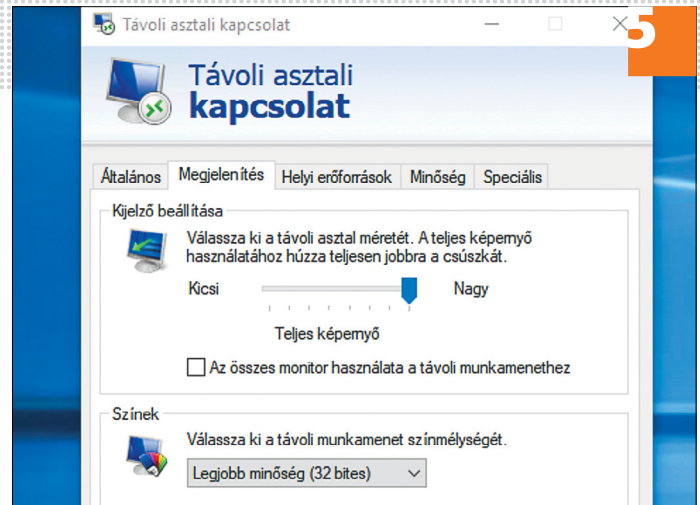 Távoli asztali kapcsolat
5
Távoli asztali
kapcsolat
Általános Megjelenítés Helyi erőforrások Minőség Speciális
Kijelző beállítása
Válassza ki a távoli asztal méretét. A teljes képernyő
használatához húzza teljesen jobbra a csúszkát.
Kicsi Nagy
Teljes képernyő
Az összes monitor használata a távoli munkamenethez
Színek
Válassza ki a távoli munkamenet színmélységét.
Legjobb minőség (32 bites)